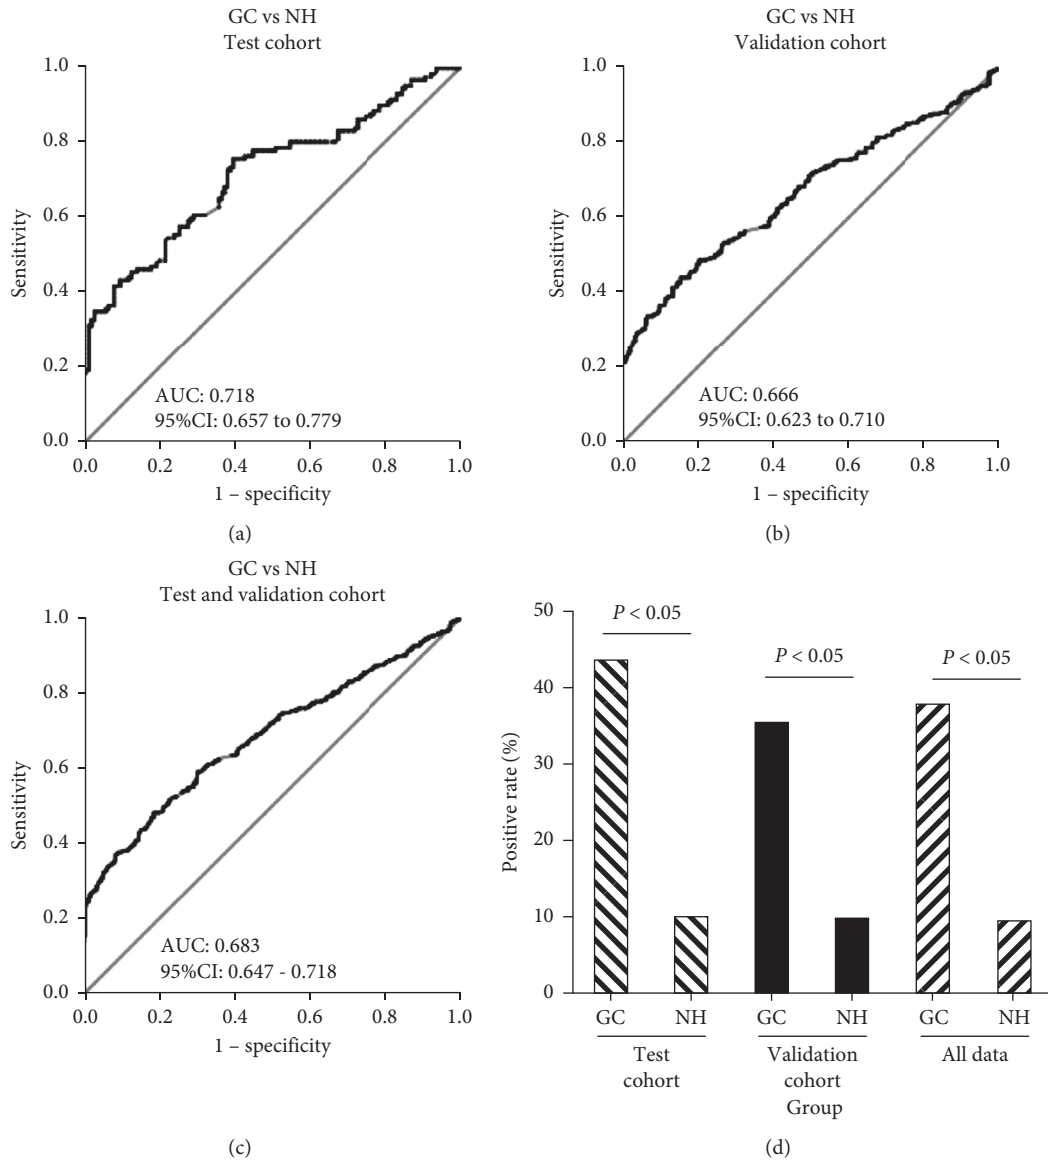 GC vs NH
Test cohort
1.0
0.8
0.6
0.4
0.2
0.0
Sensitivity
AUC: 0.718
95%CI: 0.657 to 0.779
0.0 0.2 0.4 0.6 0.8 1.0
1 – specificity
(a)
GC vs NH
Validation cohort
1.0
0.8
0.6
0.4
0.2
0.0
Sensitivity
AUC: 0.666
95%CI: 0.623 to 0.710
0.0 0.2 0.4 0.6 0.8 1.0
1 – specificity
(b)
GC vs NH
Test and validation cohort
1.0
0.8
0.6
0.4
0.2
0.0
Sensitivity
AUC: 0.683
95%CI: 0.647 - 0.718
0.0 0.2 0.4 0.6 0.8 1.0
1 – specificity
(c)
50
40
30
20
10
0
Positive rate (%)
P < 0.05
P < 0.05
P < 0.05
GC NH GC NH GC NH
Test
cohort
Validation
cohort
All data
Group
(d)